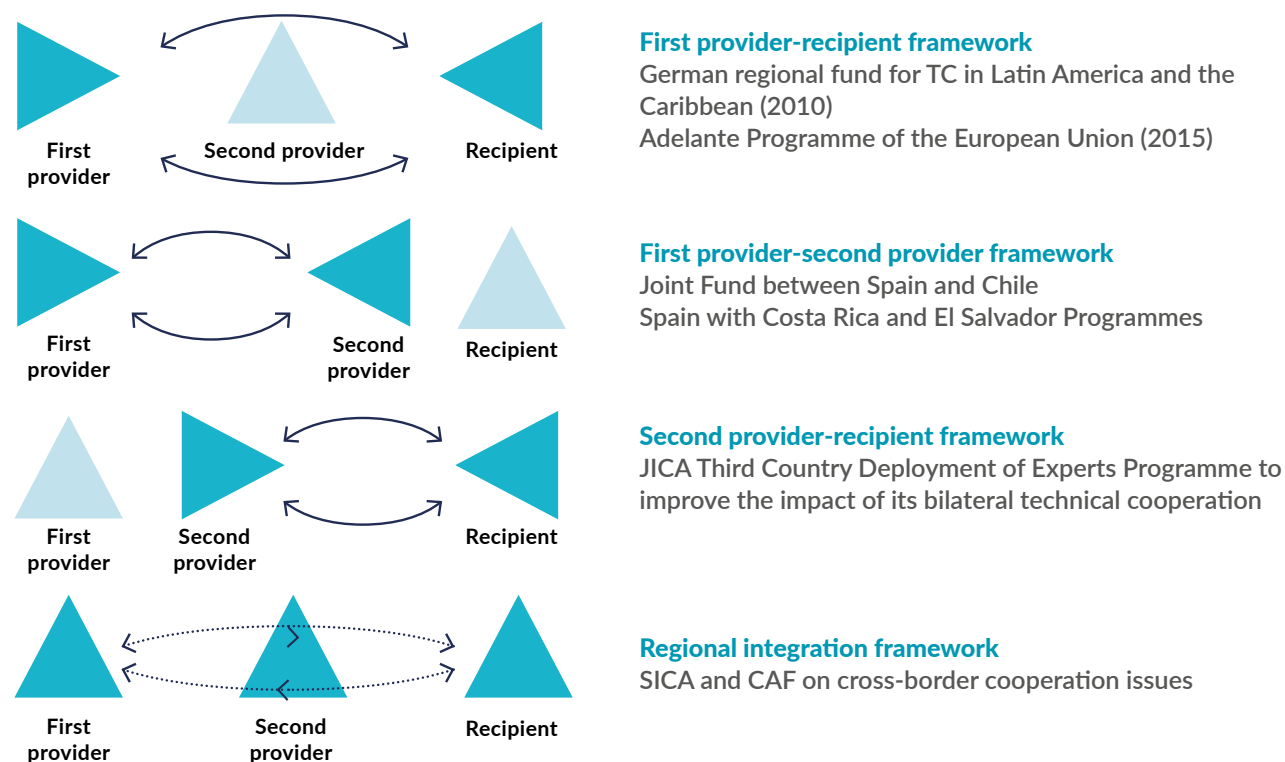 First provider-recipient framework
German regional fund for TC in Latin America and the
Caribbean (2010)
Adelante Programme of the European Union (2015)
First
provider
Second provider
Recipient
First provider-second provider framework
Joint Fund between Spain and Chile
Spain with Costa Rica and El Salvador Programmes
First
provider
Second
provider
Recipient
Second provider-recipient framework
JICA Third Country Deployment of Experts Programme to
improve the impact of its bilateral technical cooperation
First
provider
Second
provider
Recipient
Regional integration framework
SICA and CAF on cross-border cooperation issues
First
provider
Second
provider
Recipient